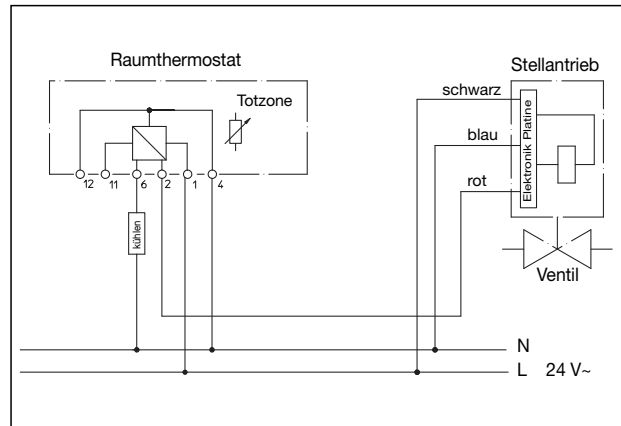 Raumthermostat
Stellantrieb
Totzone
schwarz
blau
rot
Elektronik Platine
12 11 6 2 1 4
kühlen
Ventil
N
L 24 V~